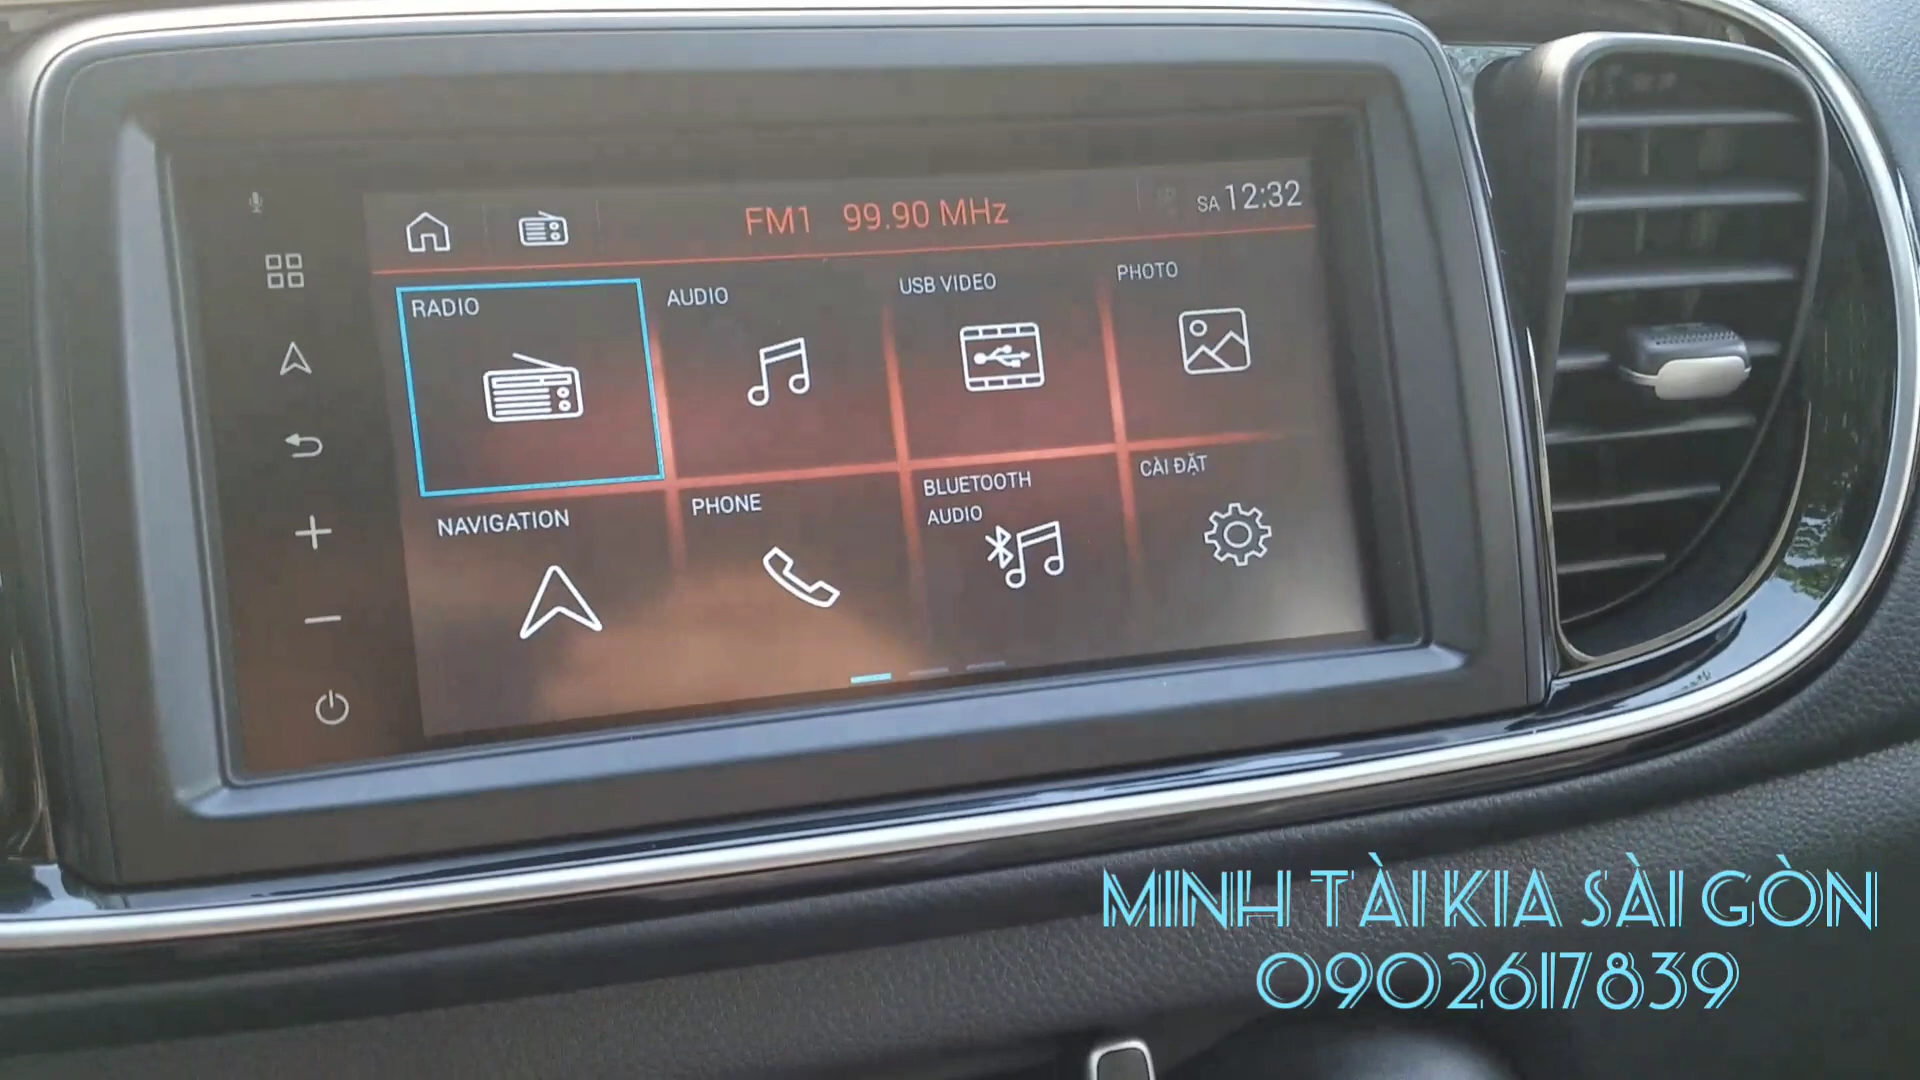 FM1 99.90 MHz
SA 12:32
RADIO
AUDIO
USB VIDEO
PHOTO
NAVIGATION
PHONE
BLUETOOTH
AUDIO
CÀI ĐẶT
MINH TÀI KIA SÀI GÒN
0902617839